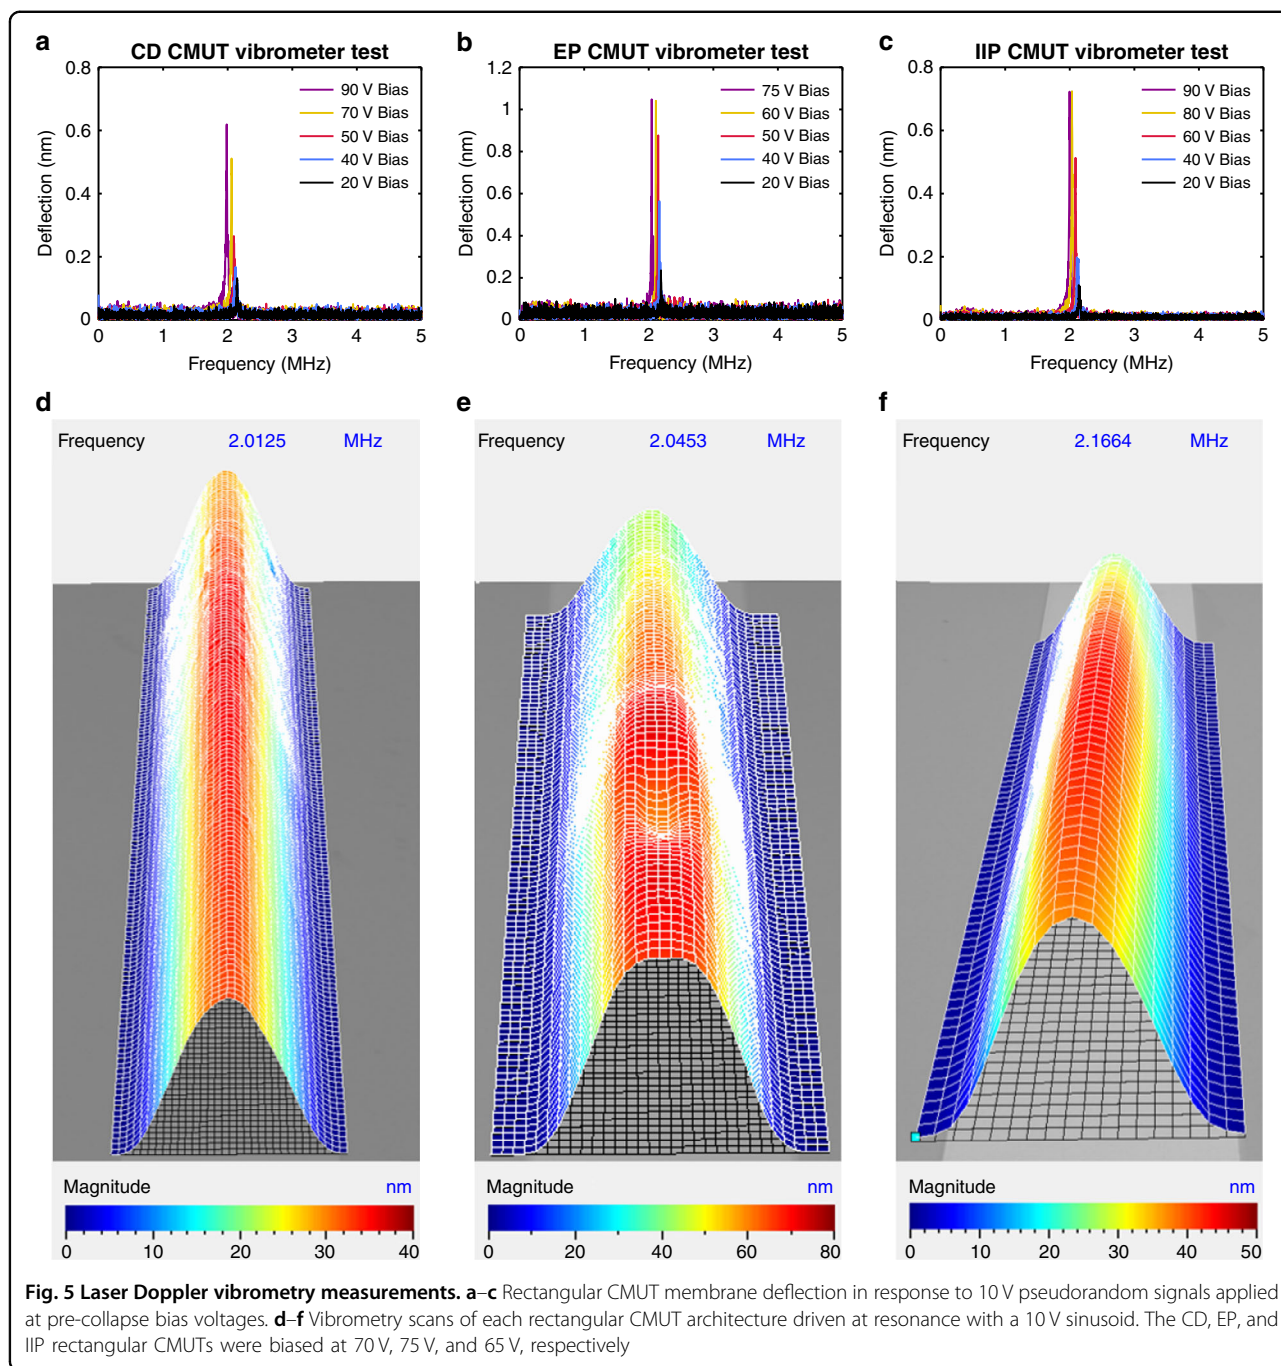 a
CD CMUT vibrometer test
0.8
0.6
0.4
0.2
0
Deflection (nm)
90 V Bias
70 V Bias
50 V Bias
40 V Bias
20 V Bias
0 1 2 3 4 5
Frequency (MHz)
b
EP CMUT vibrometer test
1.2
1
0.8
0.6
0.4
0.2
0
Deflection (nm)
75 V Bias
60 V Bias
50 V Bias
40 V Bias
20 V Bias
0 1 2 3 4 5
Frequency (MHz)
c
IIP CMUT vibrometer test
0.8
0.6
0.4
0.2
0
Deflection (nm)
90 V Bias
80 V Bias
60 V Bias
40 V Bias
20 V Bias
0 1 2 3 4 5
Frequency (MHz)
d
Frequency 2.0125 MHz
Magnitude nm
0 10 20 30 40
e
Frequency 2.0453 MHz
Magnitude nm
0 20 40 60 80
f
Frequency 2.1664 MHz
Magnitude nm
0 10 20 30 40 50
Fig. 5 Laser Doppler vibrometry measurements. a–c Rectangular CMUT membrane deflection in response to 10 V pseudorandom signals applied
at pre-collapse bias voltages. d–f Vibrometry scans of each rectangular CMUT architecture driven at resonance with a 10 V sinusoid. The CD, EP, and
IIP rectangular CMUTs were biased at 70 V, 75 V, and 65 V, respectively